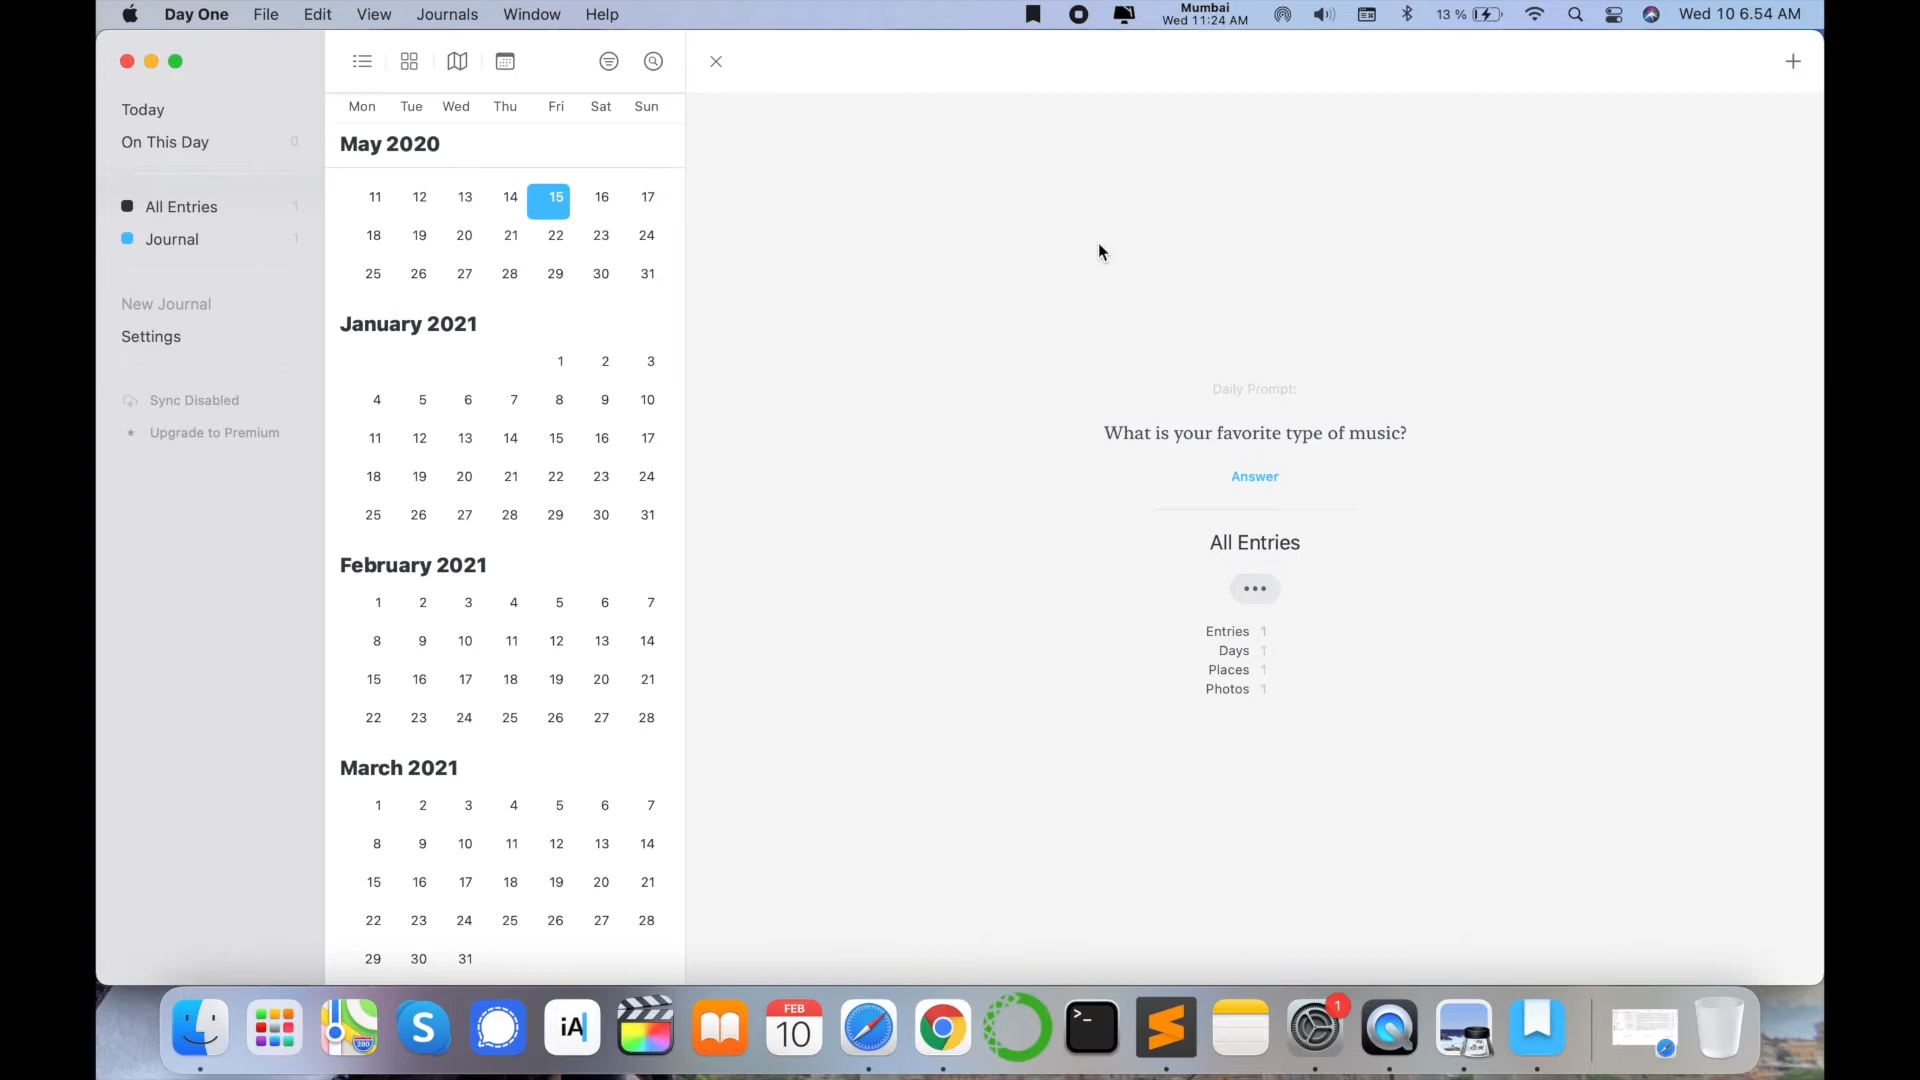 Day One File Edit View Journals Window Help Mumbai Wed 11:24 AM 13 % Wed 10 6.54 AM
Today
On This Day 0
All Entries 1
Journal 1
New Journal
Settings
Sync Disabled
Upgrade to Premium
Mon Tue Wed Thu Fri Sat Sun
May 2020
11 12 13 14 15 16 17
18 19 20 21 22 23 24
25 26 27 28 29 30 31
January 2021
1 2 3
4 5 6 7 8 9 10
11 12 13 14 15 16 17
18 19 20 21 22 23 24
25 26 27 28 29 30 31
February 2021
1 2 3 4 5 6 7
8 9 10 11 12 13 14
15 16 17 18 19 20 21
22 23 24 25 26 27 28
March 2021
1 2 3 4 5 6 7
8 9 10 11 12 13 14
15 16 17 18 19 20 21
22 23 24 25 26 27 28
29 30 31
Daily Prompt:
What is your favorite type of music?
Answer
All Entries
Entries 1
Days 1
Places 1
Photos 1
280
S
iA
FEB
10
>_
1